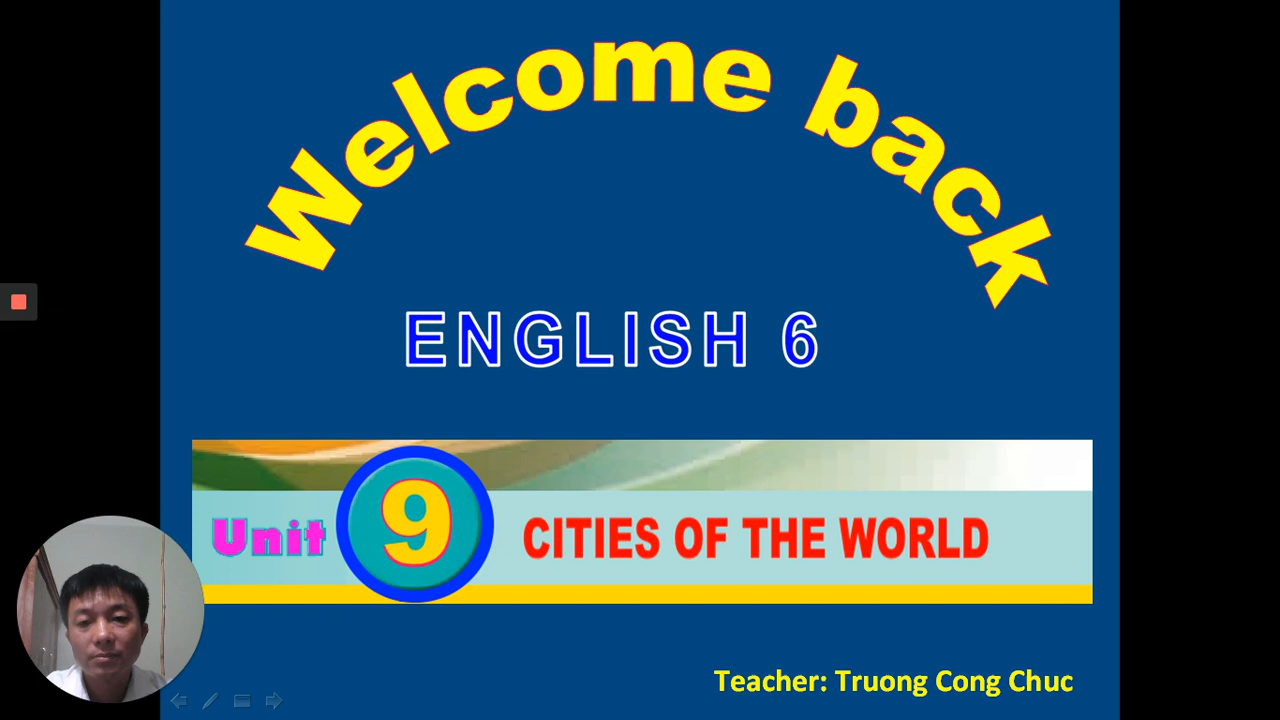 Welcome back
ENGLISH 6
Unit 9 CITIES OF THE WORLD
Teacher: Truong Cong Chuc